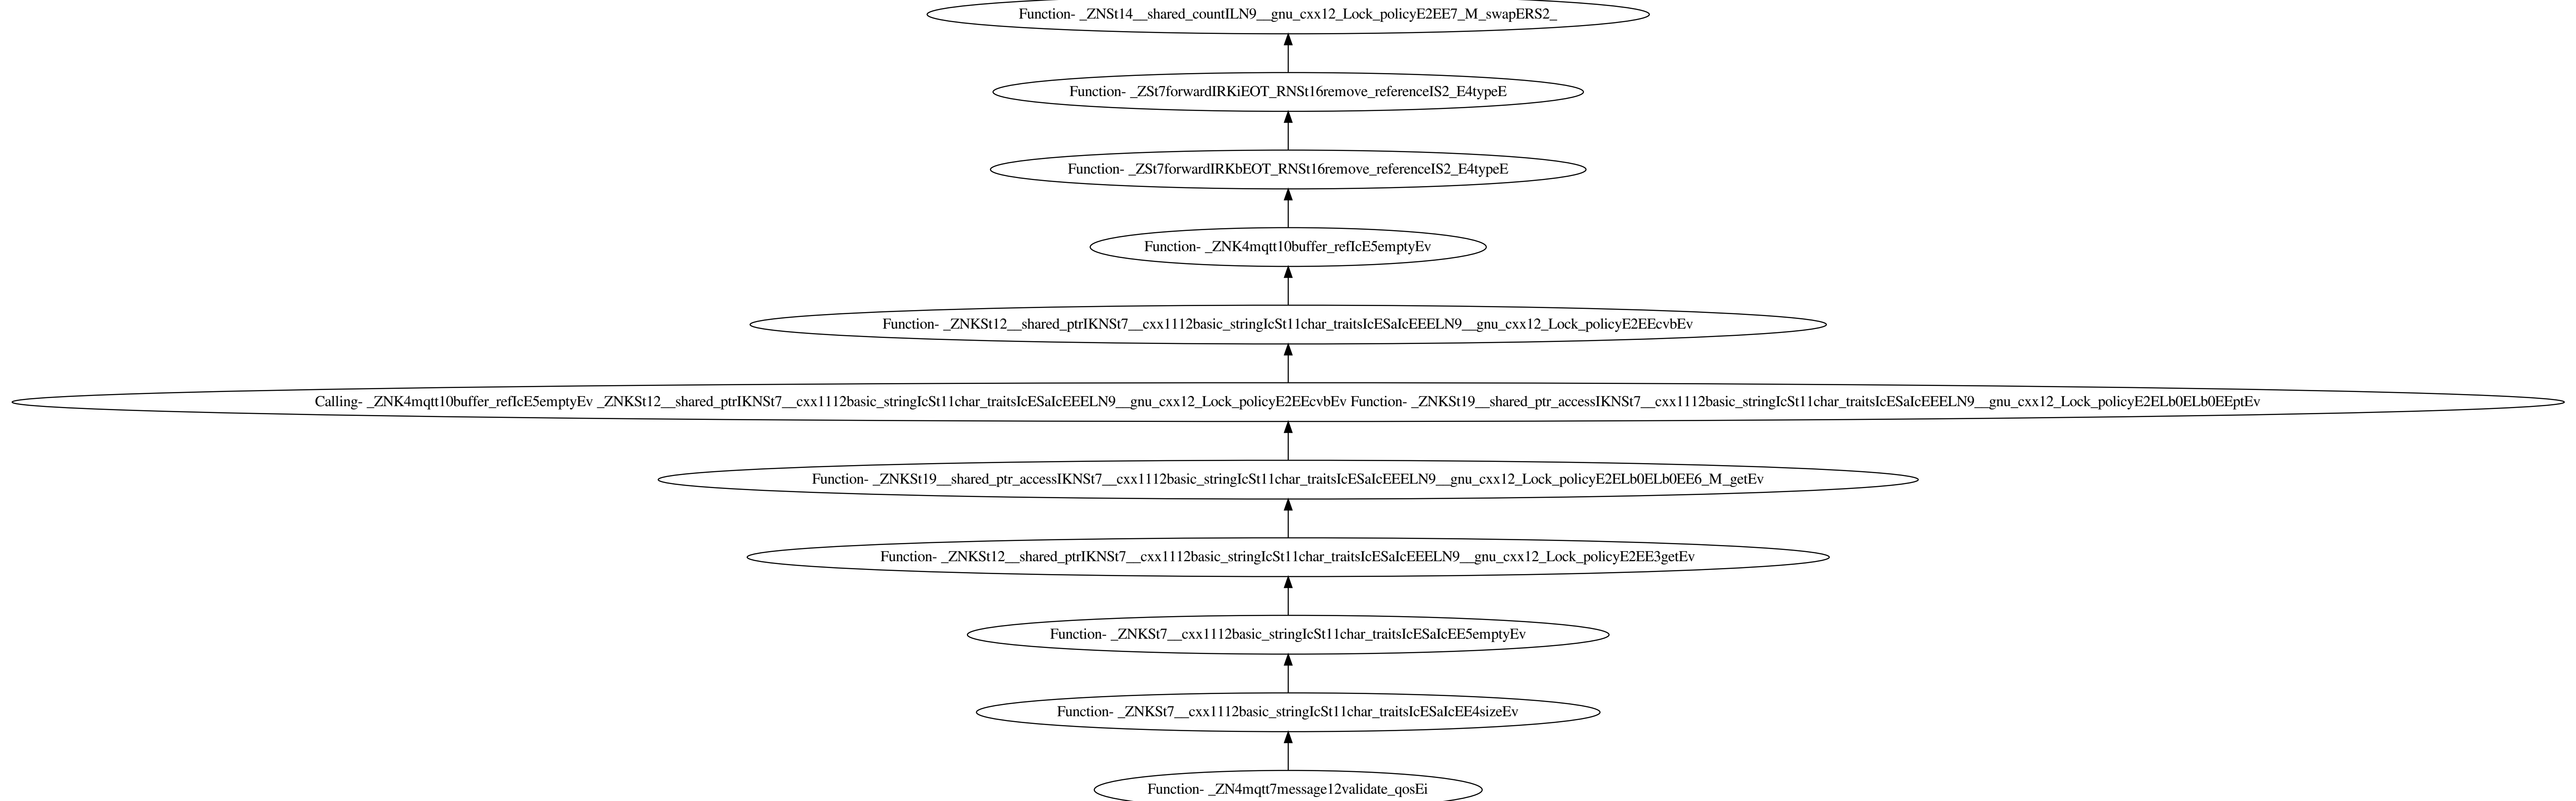 Function- _ZNSt14__shared_countILN9__gnu_cxx12_Lock_policyE2EE7_M_swapERS2_
Function- _ZSt7forwardIRKiEOT_RNSt16remove_referenceIS2_E4typeE
Function- _ZSt7forwardIRKbEOT_RNSt16remove_referenceIS2_E4typeE
Function- _ZNK4mqtt10buffer_refIcE5emptyEv
Function- _ZNKSt12__shared_ptrIKNSt7__cxx1112basic_stringIcSt11char_traitsIcESaIcEEELN9__gnu_cxx12_Lock_policyE2EEcvbEv
Calling- _ZNK4mqtt10buffer_refIcE5emptyEv _ZNKSt12__shared_ptrIKNSt7__cxx1112basic_stringIcSt11char_traitsIcESaIcEEELN9__gnu_cxx12_Lock_policyE2EEcvbEv Function- _ZNKSt19__shared_ptr_accessIKNSt7__cxx1112basic_stringIcSt11char_traitsIcESaIcEEELN9__gnu_cxx12_Lock_policyE2ELb0ELb0EEptEv
Function- _ZNKSt19__shared_ptr_accessIKNSt7__cxx1112basic_stringIcSt11char_traitsIcESaIcEEELN9__gnu_cxx12_Lock_policyE2ELb0ELb0EE6_M_getEv
Function- _ZNKSt12__shared_ptrIKNSt7__cxx1112basic_stringIcSt11char_traitsIcESaIcEEELN9__gnu_cxx12_Lock_policyE2EE3getEv
Function- _ZNKSt7__cxx1112basic_stringIcSt11char_traitsIcESaIcEE5emptyEv
Function- _ZNKSt7__cxx1112basic_stringIcSt11char_traitsIcESaIcEE4sizeEv
Function- _ZN4mqtt7message12validate_qosEi